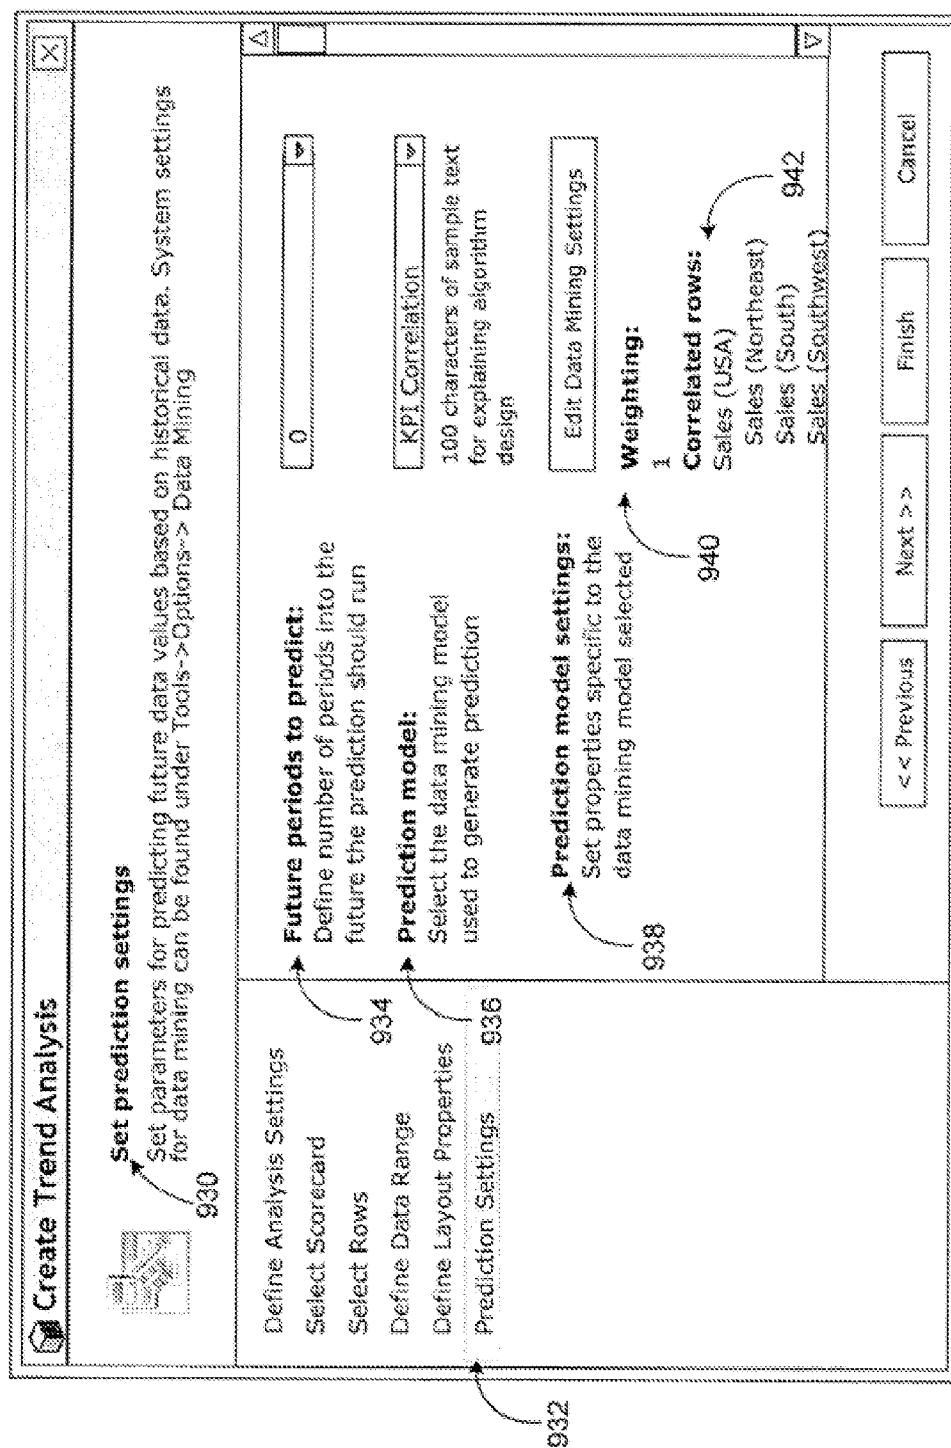 Create Trend Analysis
Set prediction settings
Set parameters for predicting future data values based on historical data. System settings
for data mining can be found under Tools->Options-> Data Mining
930
Define Analysis Settings
Select Scorecard
Select Rows
Define Data Range
Define Layout Properties
Prediction Settings
932
Future periods to predict:
Define number of periods into the
future the prediction should run
0
934
Prediction model:
Select the data mining model
used to generate prediction
KPI Correlation
100 characters of sample text
for explaining algorithm
design
936
Prediction model settings:
Set properties specific to the
data mining model selected
938
Edit Data Mining Settings
Weighting:
1
940
Correlated rows:
Sales (USA)
Sales (Northeast)
Sales (South)
Sales (Southwest)
942
<< Previous
Next >>
Finish
Cancel